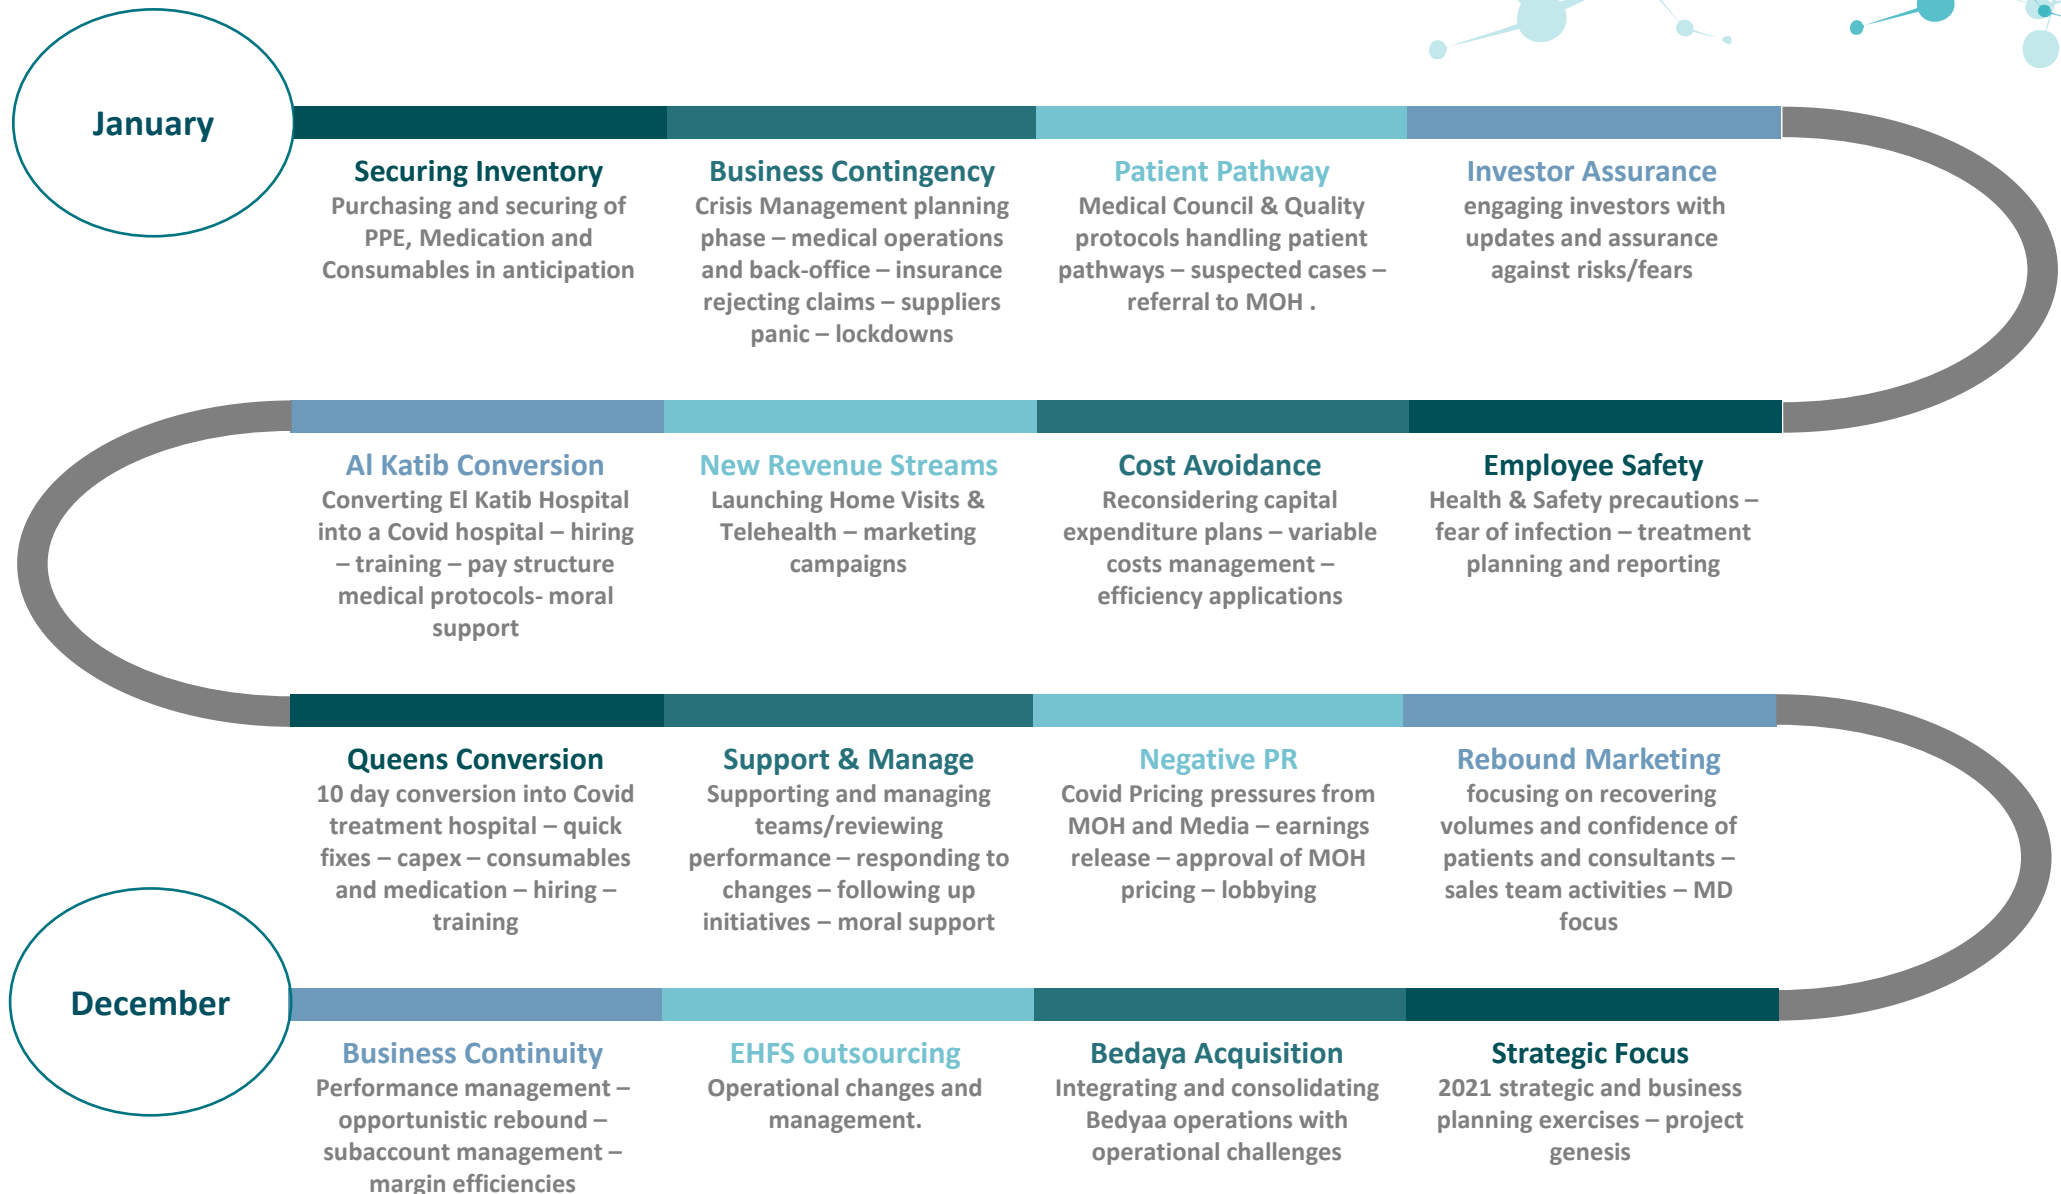 January
Securing Inventory
Purchasing and securing of
PPE, Medication and
Consumables in anticipation
Business Contingency
Crisis Management planning
phase – medical operations
and back-office – insurance
rejecting claims – suppliers
panic – lockdowns
Patient Pathway
Medical Council & Quality
protocols handling patient
pathways – suspected cases –
referral to MOH .
Investor Assurance
engaging investors with
updates and assurance
against risks/fears
Al Katib Conversion
Converting El Katib Hospital
into a Covid hospital – hiring
– training – pay structure
medical protocols- moral
support
New Revenue Streams
Launching Home Visits &
Telehealth – marketing
campaigns
Cost Avoidance
Reconsidering capital
expenditure plans – variable
costs management –
efficiency applications
Employee Safety
Health & Safety precautions –
fear of infection – treatment
planning and reporting
Queens Conversion
10 day conversion into Covid
treatment hospital – quick
fixes – capex – consumables
and medication – hiring –
training
Support & Manage
Supporting and managing
teams/reviewing
performance – responding to
changes – following up
initiatives – moral support
Negative PR
Covid Pricing pressures from
MOH and Media – earnings
release – approval of MOH
pricing – lobbying
Rebound Marketing
focusing on recovering
volumes and confidence of
patients and consultants –
sales team activities – MD
focus
December
Business Continuity
Performance management –
opportunistic rebound –
subaccount management –
margin efficiencies
EHFS outsourcing
Operational changes and
management.
Bedaya Acquisition
Integrating and consolidating
Bedyaa operations with
operational challenges
Strategic Focus
2021 strategic and business
planning exercises – project
genesis